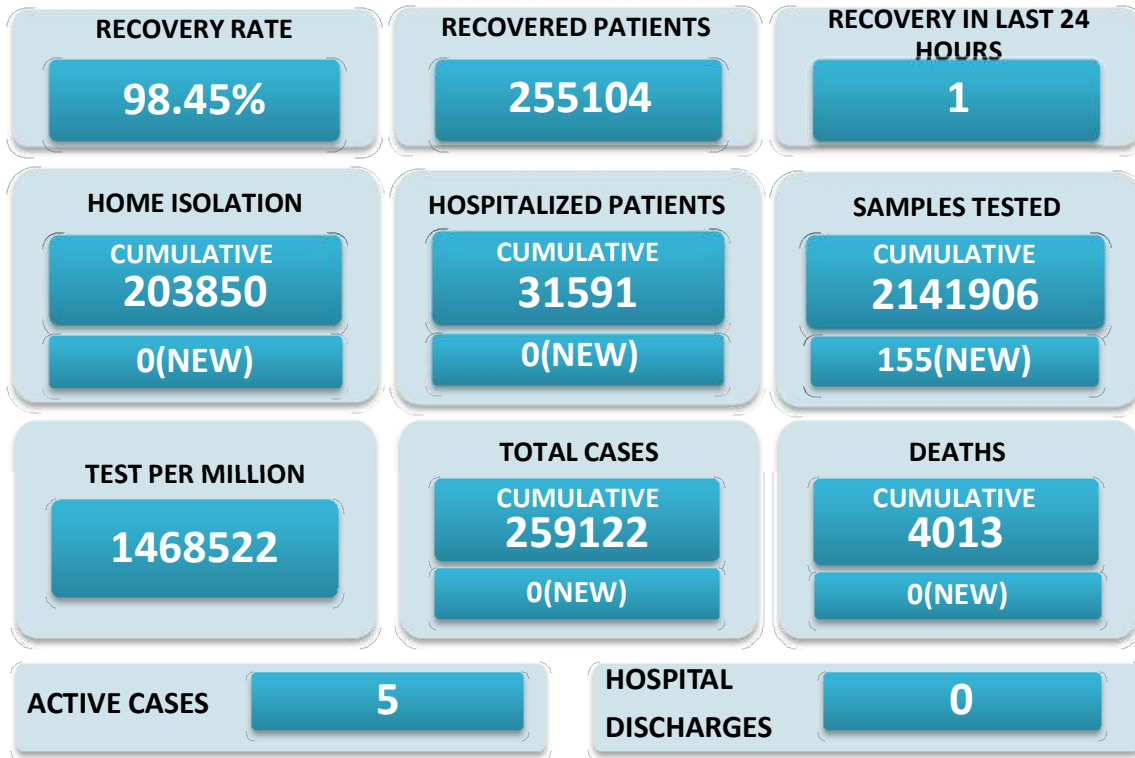 RECOVERY RATE
98.45%
RECOVERED PATIENTS
255104
RECOVERY IN LAST 24
HOURS
1
HOME ISOLATION
CUMULATIVE
203850
0(NEW)
HOSPITALIZED PATIENTS
CUMULATIVE
31591
0(NEW)
SAMPLES TESTED
CUMULATIVE
2141906
155(NEW)
TEST PER MILLION
1468522
TOTAL CASES
CUMULATIVE
259122
0(NEW)
DEATHS
CUMULATIVE
4013
0(NEW)
ACTIVE CASES
5
HOSPITAL
DISCHARGES
0